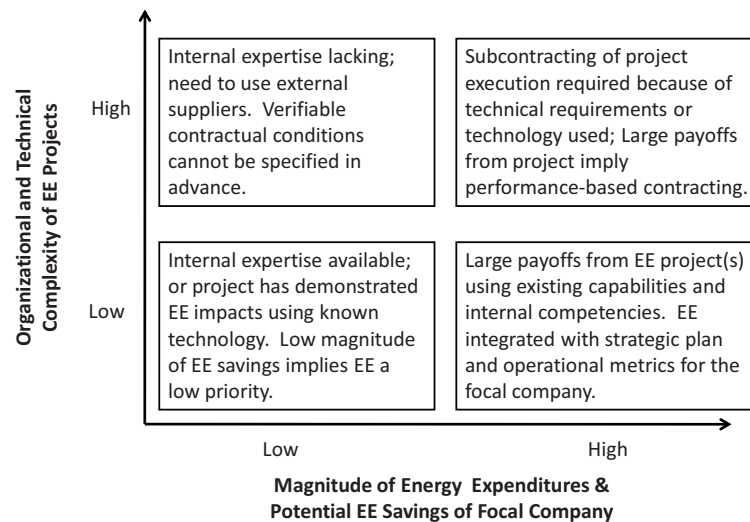 Organizational and Technical
Complexity of EE Projects
High
Internal expertise lacking;
need to use external
suppliers.  Verifiable
contractual conditions
cannot be specified in
advance.
Subcontracting of project
execution required because of
technical requirements or
technology used; Large payoffs
from project imply
performance-based contracting.
Low
Internal expertise available;
or project has demonstrated
EE impacts using known
technology.  Low magnitude
of EE savings implies EE a
low priority.
Large payoffs from EE project(s)
using existing capabilities and
internal competencies.  EE
integrated with strategic plan
and operational metrics for the
focal company.
Low
High
Magnitude of Energy  Expenditures &
Potential EE Savings of Focal Company